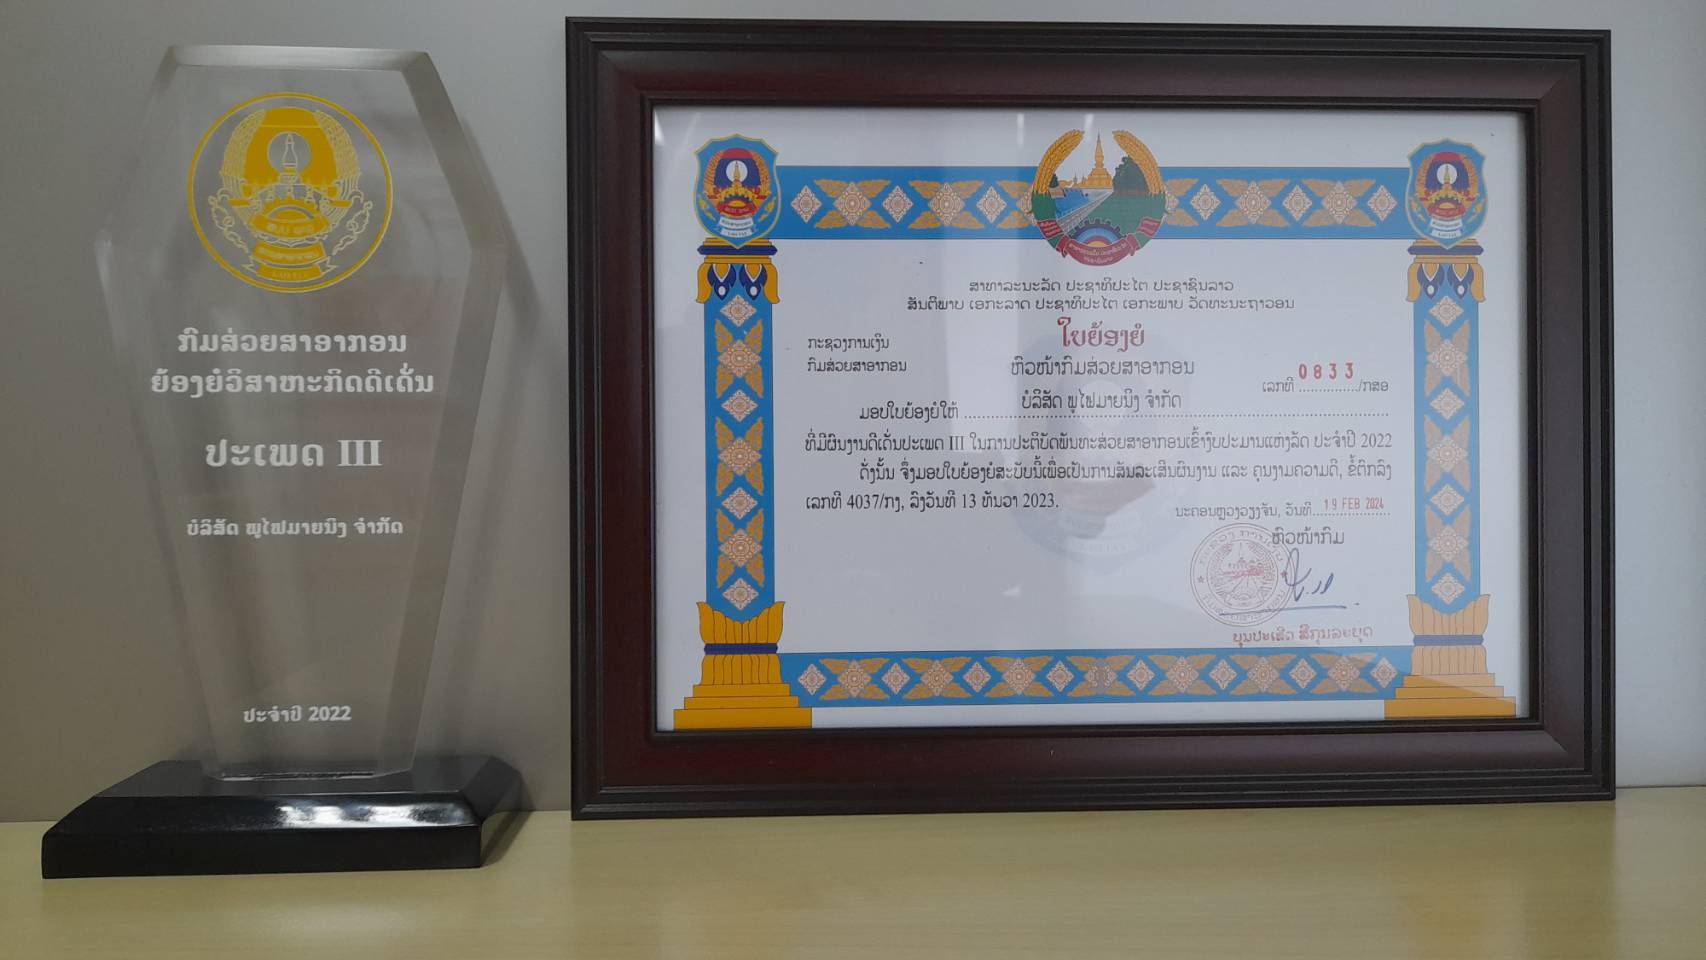 ກົມສ່ວຍສາອາກອນ
ຍ້ອງຍໍວິສາຫະກິດດີເດັ່ນ
ປະເພດ III
ບໍລິສັດ ພູໄຟມາຍນິງ ຈໍາກັດ
ປະຈໍາປີ 2022
ສາທາລະນະລັດ ປະຊາທິປະໄຕ ປະຊາຊົນລາວ
ສັນຕິພາບ ເອກະລາດ ປະຊາທິປະໄຕ ເອກະພາບ ວັດທະນະຖາວອນ
ໃບຍ້ອງຍໍ
ກະຊວງການເງິນ
ກົມສ່ວຍສາອາກອນ
ຫົວໜ້າກົມສ່ວຍສາອາກອນ
ເລກທີ 0833 /ກສອ
ມອບໃບຍ້ອງຍໍໃຫ້ ບໍລິສັດ ພູໄຟມາຍນິງ ຈໍາກັດ
ທີ່ມີຜົນງານດີເດັ່ນປະເພດ III ໃນການປະຕິບັດພັນທະສ່ວຍສາອາກອນເຂົ້າງົບປະມານແຫ່ງລັດ ປະຈໍາປີ 2022
ດັ່ງນັ້ນ ຈຶ່ງມອບໃບຍ້ອງຍໍສະບັບນີ້ເພື່ອເປັນການສັນລະເສີນຜົນງານ ແລະ ຄຸນງາມຄວາມດີ, ຂໍ້ຕົກລົງ
ເລກທີ 4037/ກງ, ລົງວັນທີ 13 ທັນວາ 2023.
ນະຄອນຫຼວງວຽງຈັນ, ວັນທີ 19 FEB 2024
ຫົວໜ້າກົມ
ບຸນປະເສີວ ສີກຸນລະບຸດ